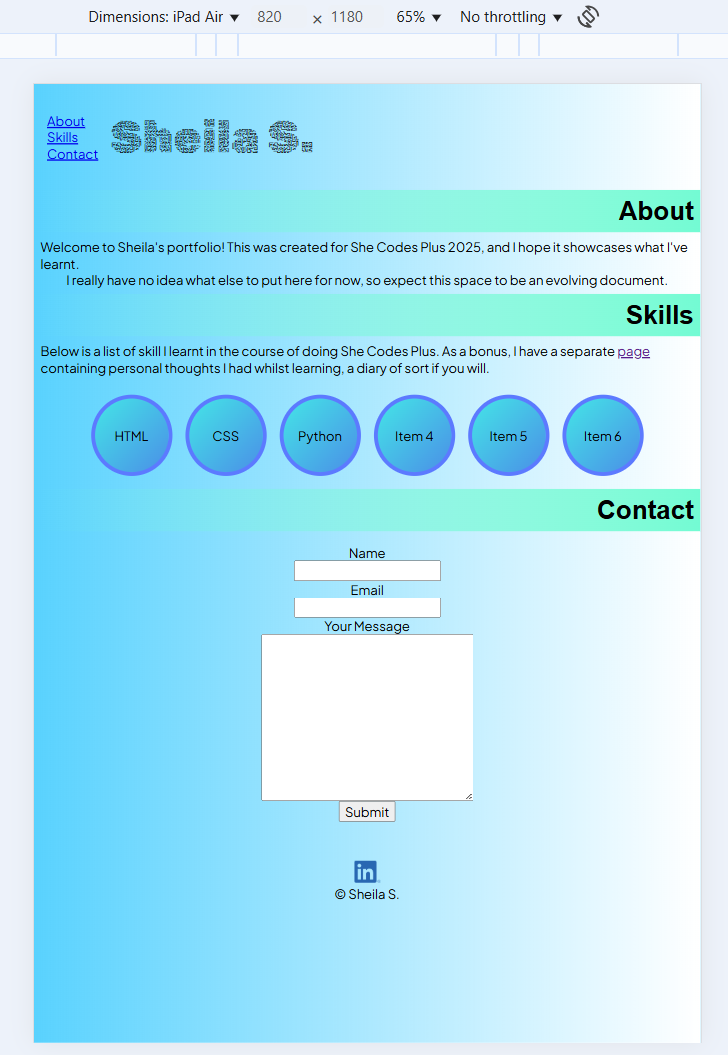 Dimensions: iPad Air 820 × 1180 65% No throttling
About
Skills
Contact
Sheila S.
About
Welcome to Sheila's portfolio! This was created for She Codes Plus 2025, and I hope it showcases what I've
learnt.
I really have no idea what else to put here for now, so expect this space to be an evolving document.
Skills
Below is a list of skill I learnt in the course of doing She Codes Plus. As a bonus, I have a separate page
containing personal thoughts I had whilst learning, a diary of sort if you will.
HTML CSS Python Item 4 Item 5 Item 6
Contact
Name
Email
Your Message
Submit
in
© Sheila S.